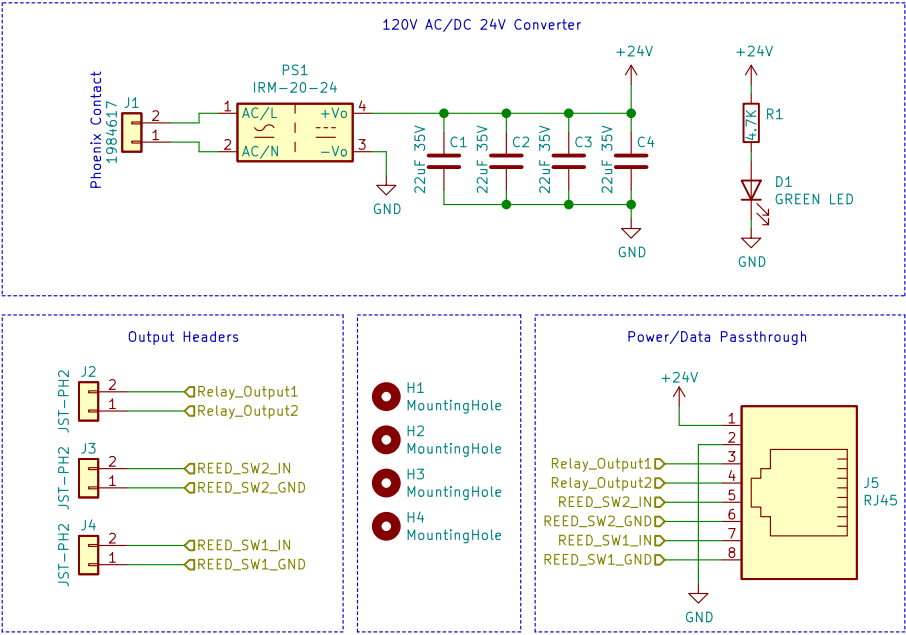 120V AC/DC 24V Converter
Phoenix Contact
1984617
J1
2
1
PS1
IRM-20-24
1
AC/L
+Vo
4
2
AC/N
-Vo
3
GND
C1
22uF 35V
C2
22uF 35V
C3
22uF 35V
C4
22uF 35V
+24V
GND
+24V
R1
4.7K
D1
GREEN LED
GND
Output Headers
J2
JST-PH2
2
Relay_Output1
1
Relay_Output2
J3
JST-PH2
2
REED_SW2_IN
1
REED_SW2_GND
J4
JST-PH2
2
REED_SW1_IN
1
REED_SW1_GND
H1
MountingHole
H2
MountingHole
H3
MountingHole
H4
MountingHole
Power/Data Passthrough
+24V
1
2
Relay_Output1
3
Relay_Output2
4
REED_SW2_IN
5
REED_SW2_GND
6
REED_SW1_IN
7
REED_SW1_GND
8
J5
RJ45
GND